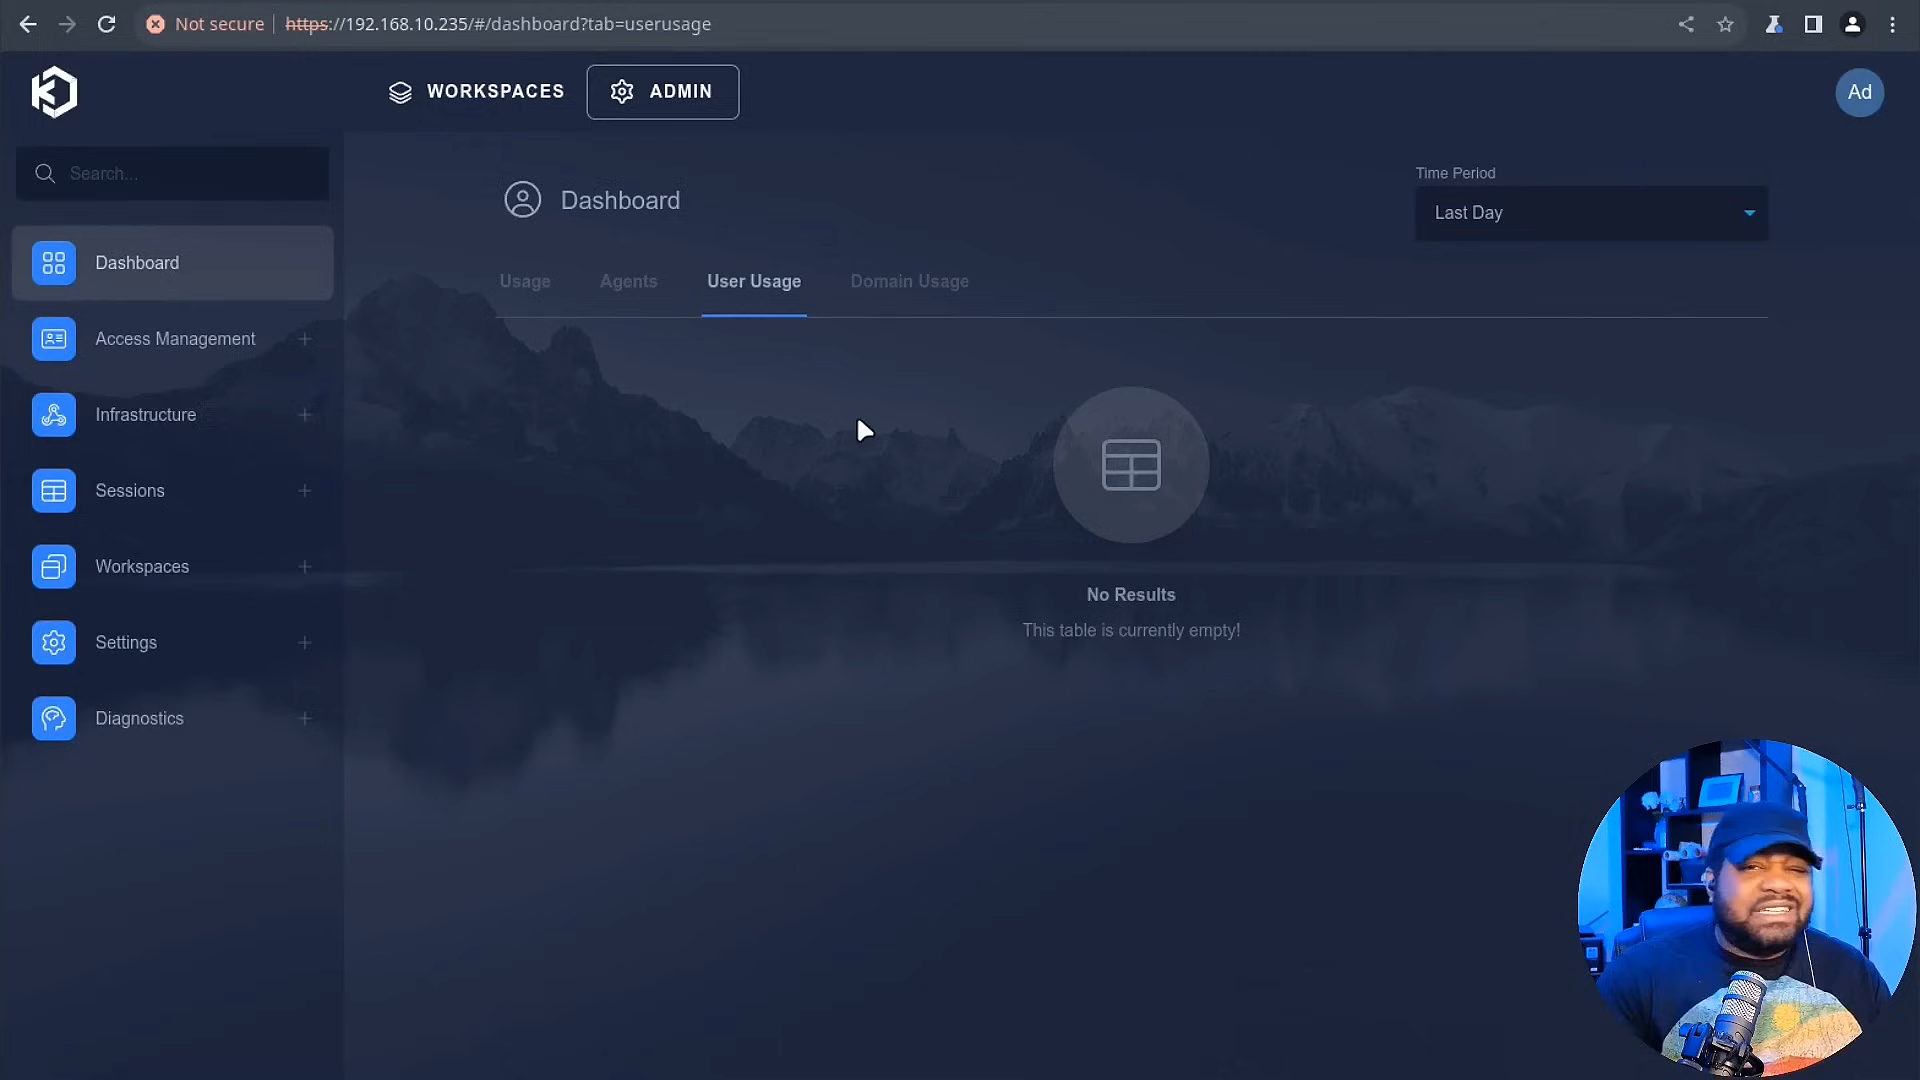 Not secure
https://192.168.10.235/#/dashboard?tab=userusage
WORKSPACES
ADMIN
Ad
Search...
Dashboard
Access Management
Infrastructure
Sessions
Workspaces
Settings
Diagnostics
Dashboard
Time Period
Last Day
Usage
Agents
User Usage
Domain Usage
No Results
This table is currently empty!